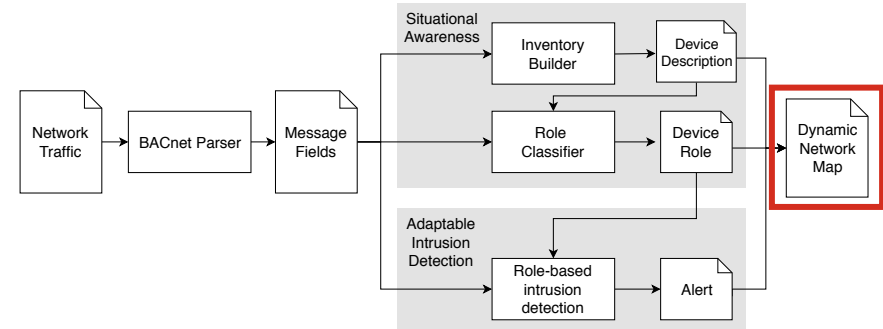 Situational
Awareness
Inventory
Builder
Device
Description
Network
Traffic
BACnet Parser
Message
Fields
Role
Classifier
Device
Role
Dynamic
Network
Map
Adaptable
Intrusion
Detection
Role-based
intrusion
detection
Alert